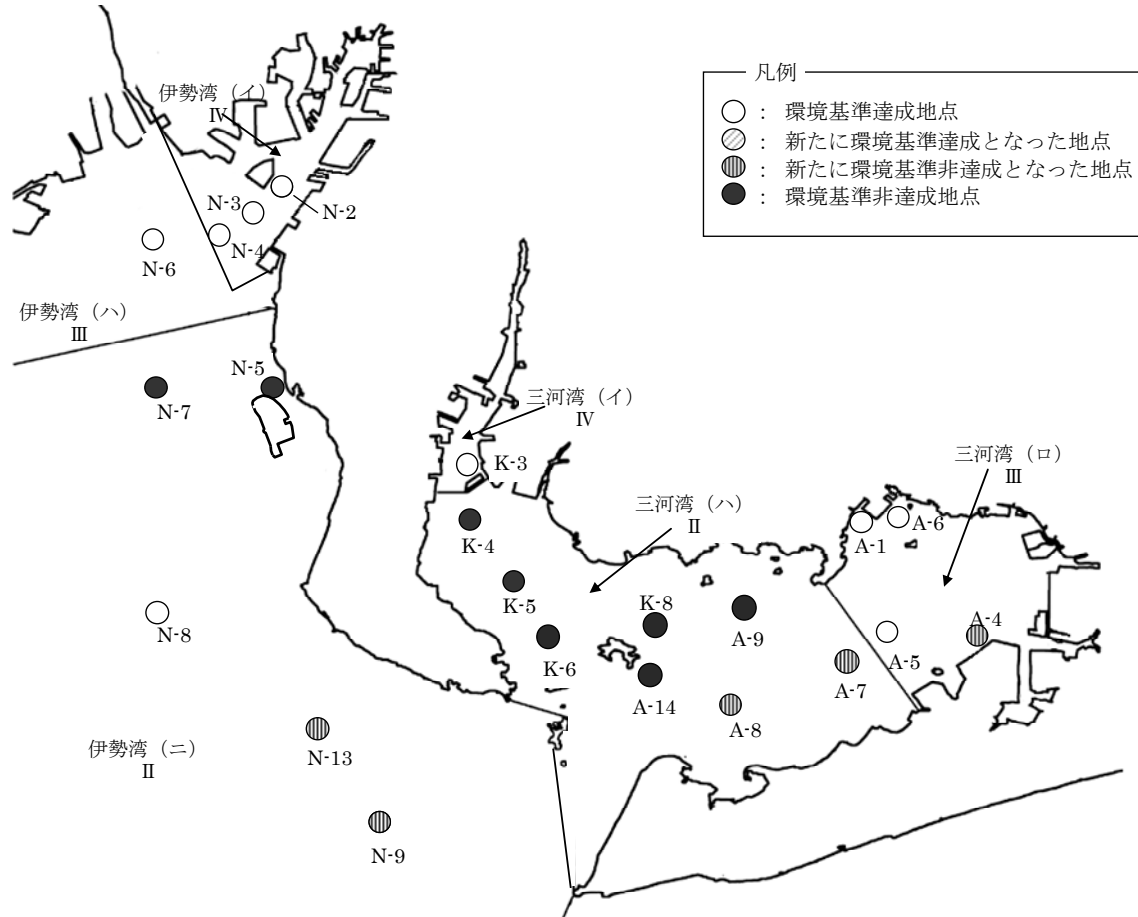 凡例
○ : 環境基準達成地点
: 新たに環境基準達成となった地点
: 新たに環境基準非達成となった地点
● : 環境基準非達成地点
伊勢湾（イ）
Ⅳ
N-3
N-2
N-4
N-6
伊勢湾（ハ）
Ⅲ
N-5
N-7
三河湾（イ）
Ⅳ
K-3
三河湾（ロ）
Ⅲ
三河湾（ハ）
Ⅱ
A-6
A-1
K-4
K-5
K-8
A-9
A-4
N-8
K-6
A-5
A-7
A-14
A-8
伊勢湾（ニ）
Ⅱ
N-13
N-9